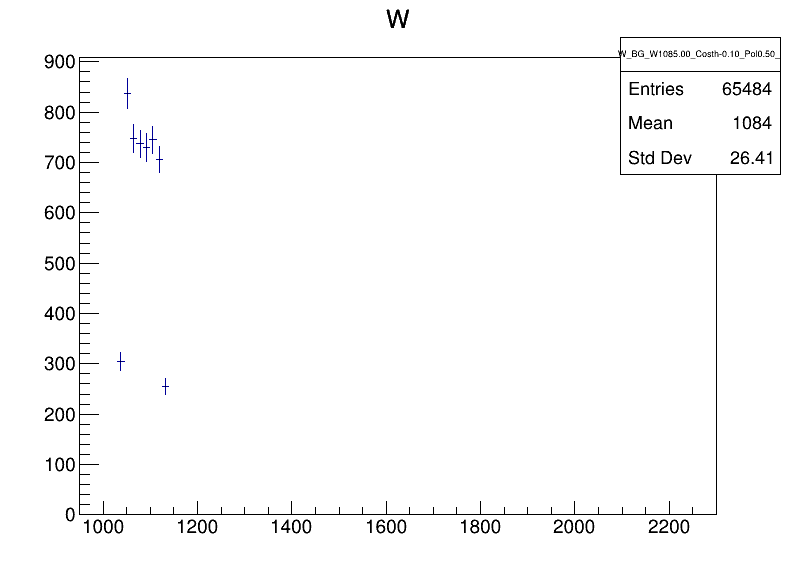 W
W_BG_W1085.00_Costh-0.10_Pol0.50_
Entries 65484
Mean 1084
Std Dev 26.41
900
800
700
600
500
400
300
200
100
0
1000 1200 1400 1600 1800 2000 2200